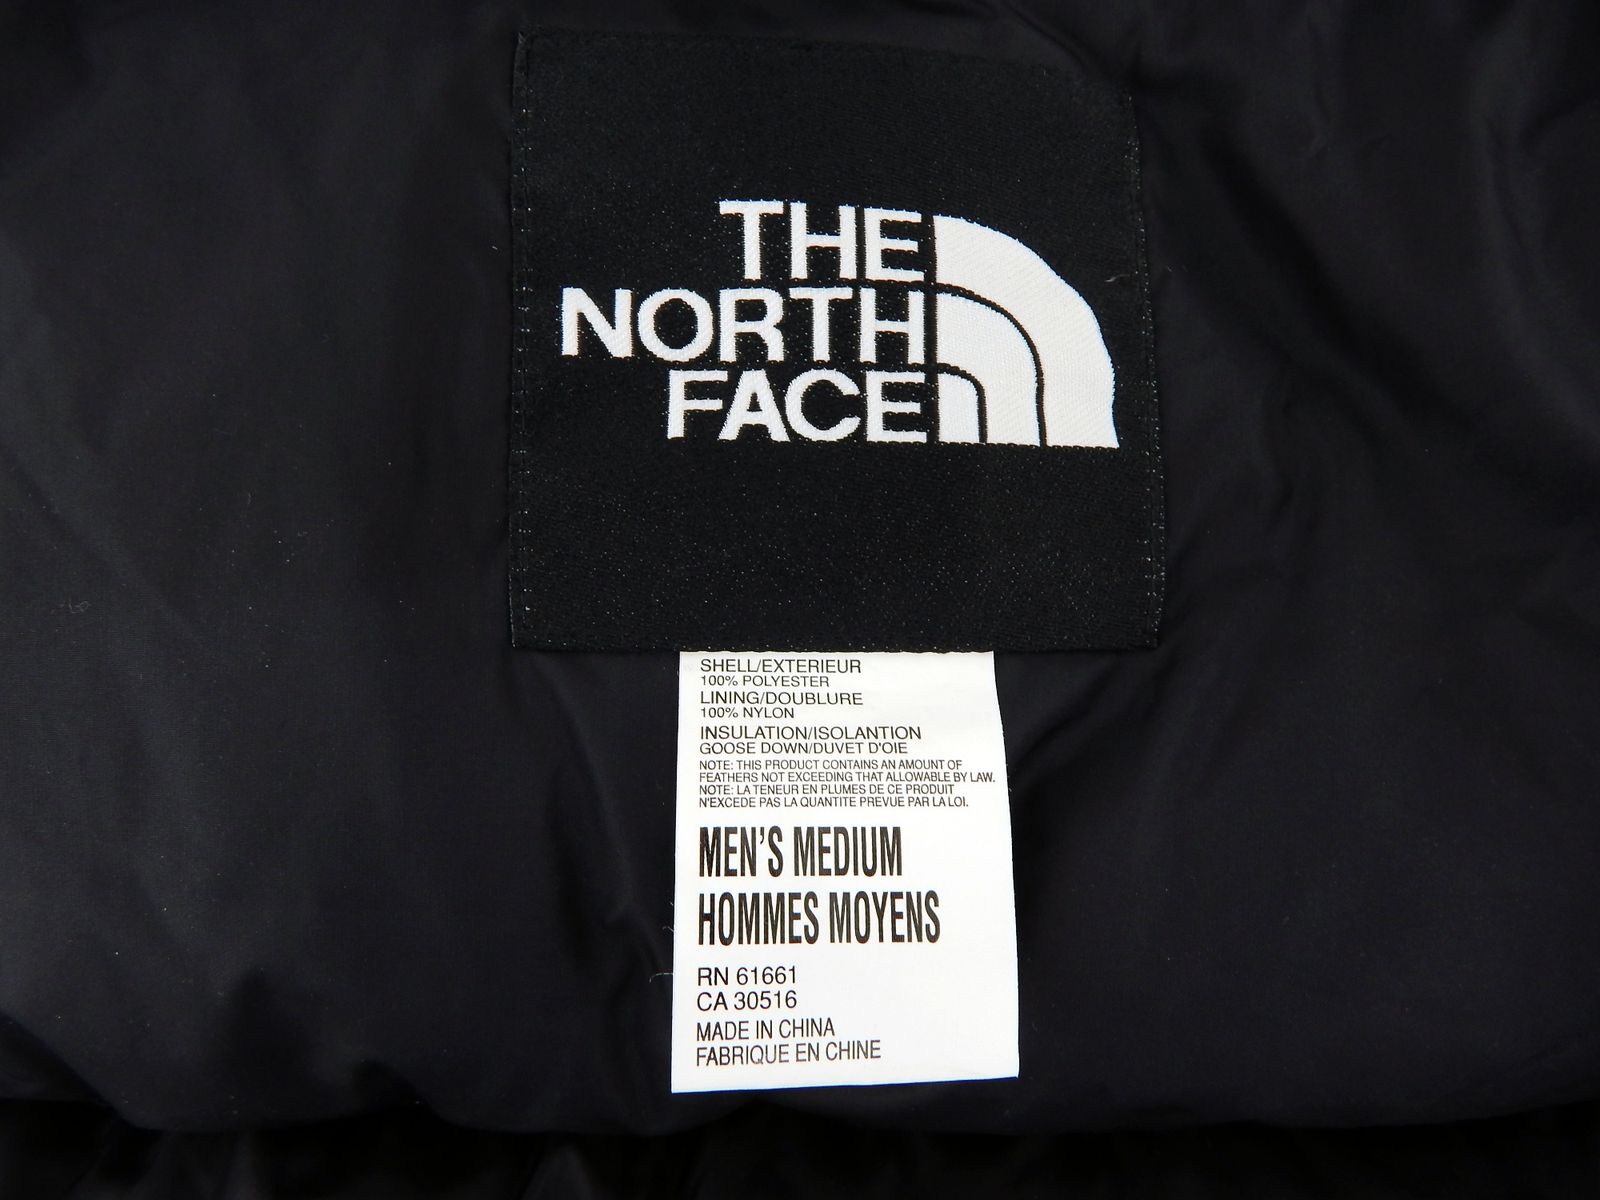 THE
NORTH
FACE
SHELL/EXTERIEUR
100% POLYESTER
LINING/DOUBLURE
100% NYLON
INSULATION/ISOLANTION
GOOSE DOWN/DUVET D'OIE
NOTE: THIS PRODUCT CONTAINS AN AMOUNT OF
FEATHERS NOT EXCEEDING THAT ALLOWABLE BY LAW.
NOTE: LA TENEUR EN PLUMES DE CE PRODUIT
N'EXCEDE PAS LA QUANTITE PREVUE PAR LA LOI.
MEN'S MEDIUM
HOMMES MOYENS
RN 61661
CA 30516
MADE IN CHINA
FABRIQUE EN CHINE